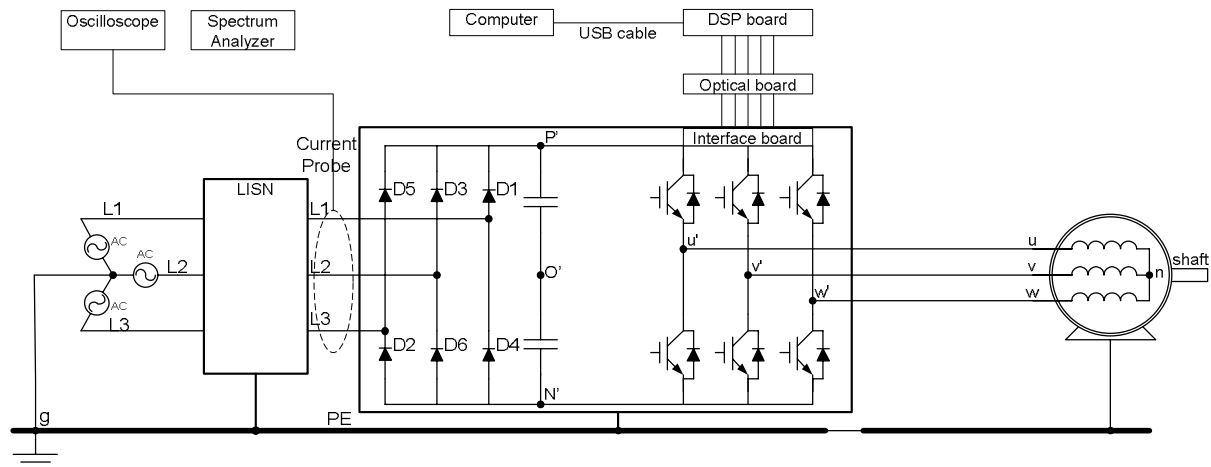 Oscilloscope
Spectrum
Analyzer
Computer
USB cable
DSP board
Optical board
Interface board
Current
Probe
P'
LISN
D5
D3
D1
L1
L1
AC
AC
L2
L2
O'
AC
L3
L3
D2
D6
D4
N'
u'
v'
w'
u
v
w
n
shaft
g
PE